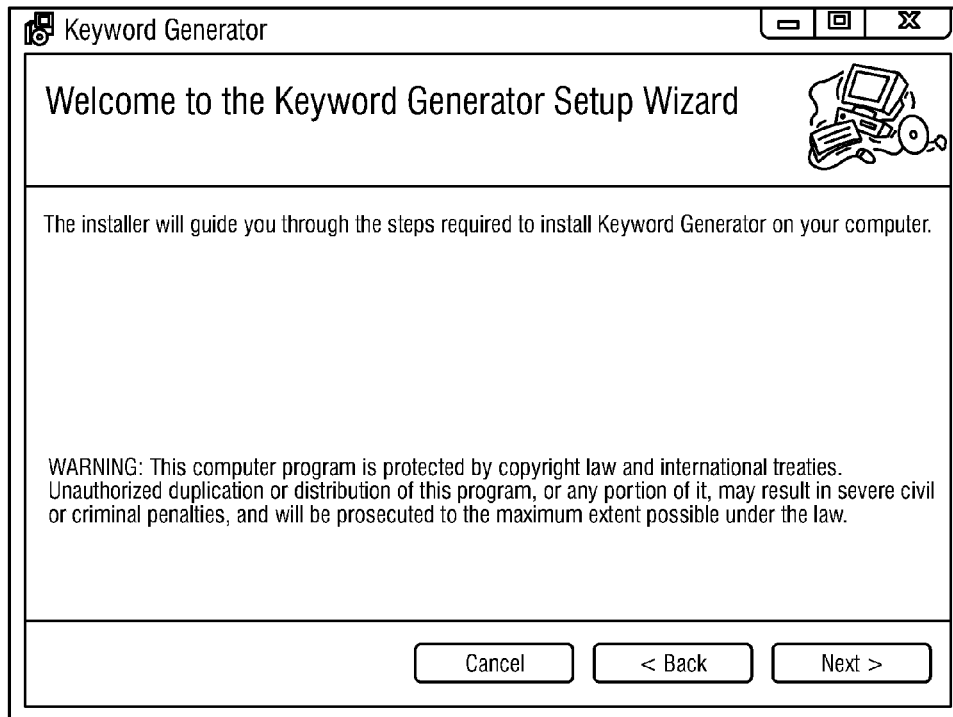 Keyword Generator
Welcome to the Keyword Generator Setup Wizard
The installer will guide you through the steps required to install Keyword Generator on your computer.
WARNING: This computer program is protected by copyright law and international treaties.
Unauthorized duplication or distribution of this program, or any portion of it, may result in severe civil
or criminal penalties, and will be prosecuted to the maximum extent possible under the law.
Cancel < Back Next >